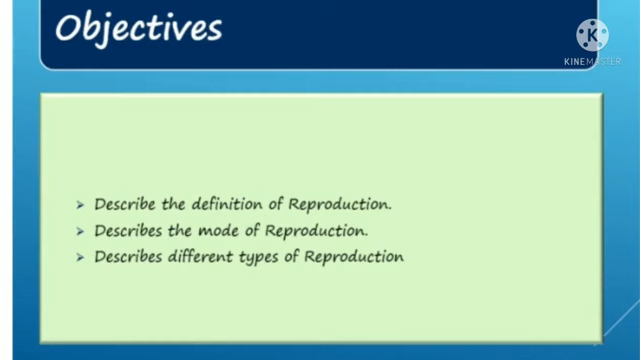 Objectives
K
KINEMASTER
Describe the definition of Reproduction.
Describes the mode of Reproduction.
Describes different types of Reproduction